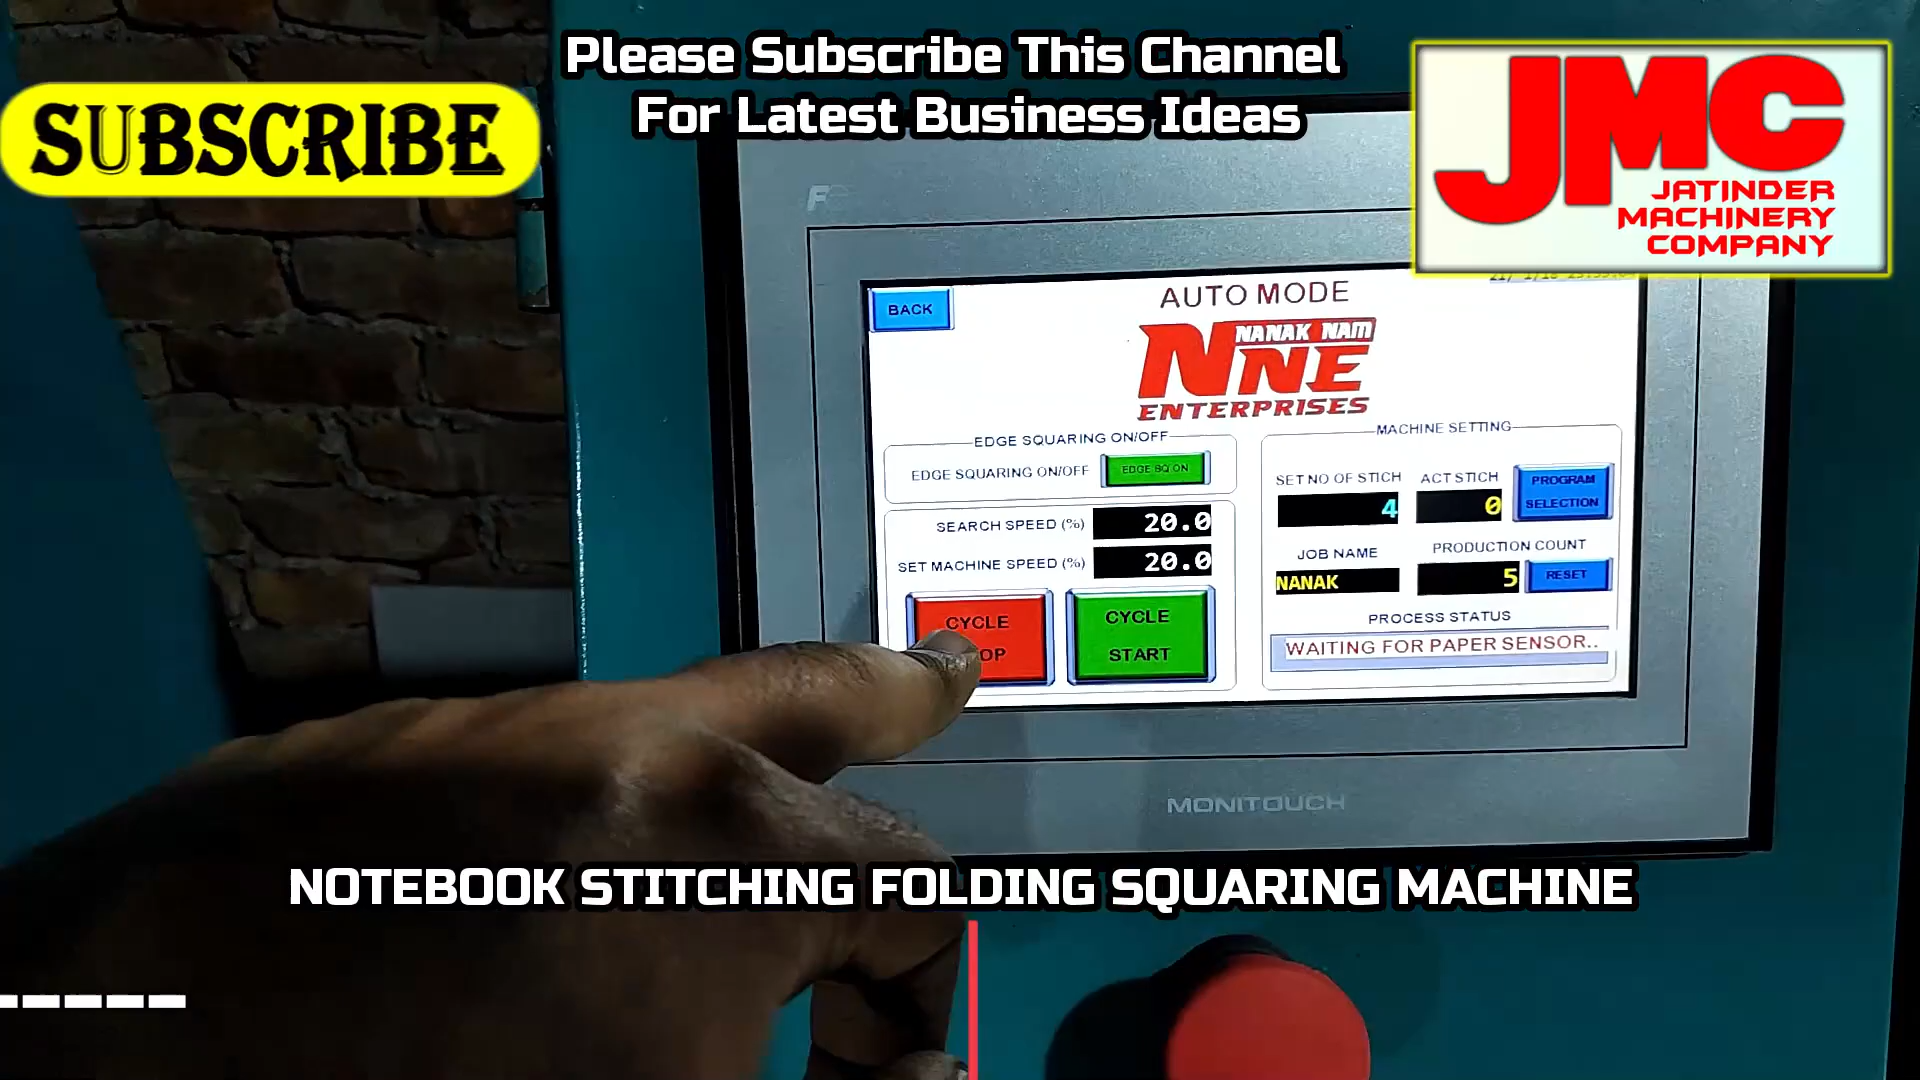 Please Subscribe This Channel
For Latest Business Ideas
SUBSCRIBE
JMC
JATINDER
MACHINERY
COMPANY
BACK
AUTO MODE
NANAK NAM
NNE
ENTERPRISES
EDGE SQUARING ON/OFF
EDGE SQUARING ON/OFF
EDGE SQ ON
SEARCH SPEED (%)
20.0
SET MACHINE SPEED (%)
20.0
CYCLE
OP
CYCLE
START
MACHINE SETTING
SET NO OF STICH
4
ACT STICH
0
PROGRAM
SELECTION
JOB NAME
NANAK
PRODUCTION COUNT
5
RESET
PROCESS STATUS
WAITING FOR PAPER SENSOR..
MONITOUCH
NOTEBOOK STITCHING FOLDING SQUARING MACHINE